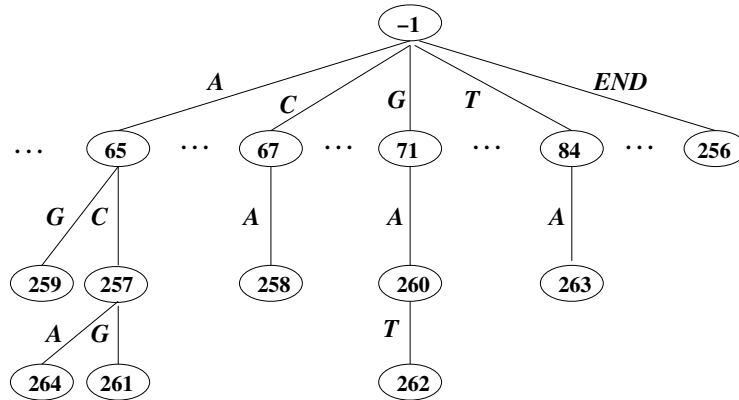 -1
A C G T END
... 65 ... 67 ... 71 ... 84 ... 256
G C A A A
259 257 258 260 263
A G T
264 261 262